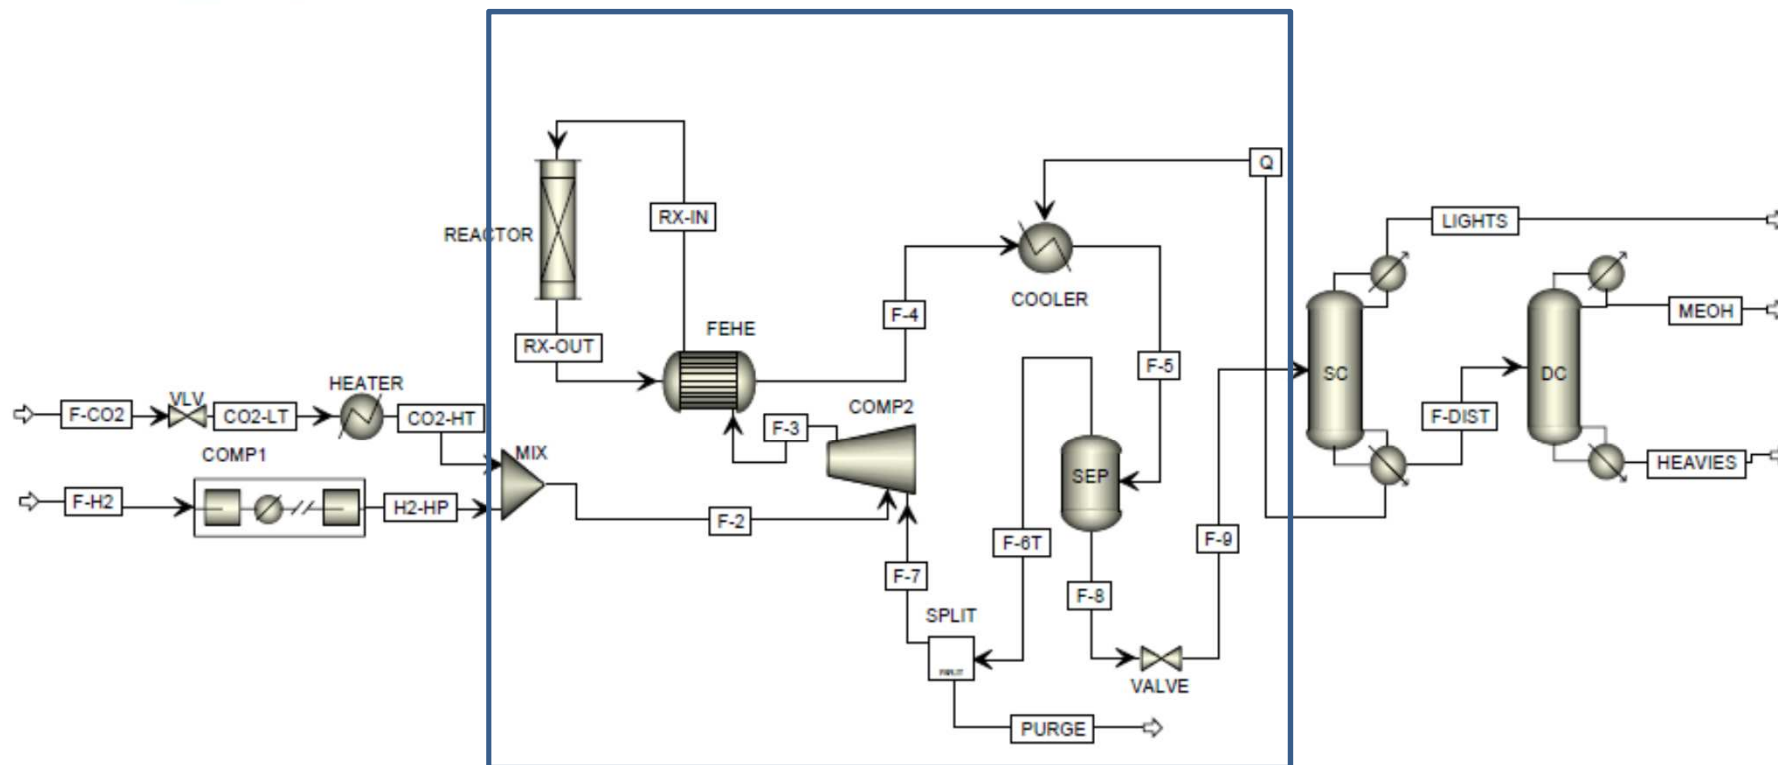 Q
RX-IN
LIGHTS
REACTOR
COOLER
F-4
MEOH
FEHE
RX-OUT
F-5
SC
DC
HEATER
VLV
F-CO2
CO2-LT
CO2-HT
COMP2
F-3
F-DIST
COMP1
MIX
HEAVIES
SEP
F-H2
H2-HP
F-2
F-6T
F-9
F-7
F-8
SPLIT
VALVE
PURGE